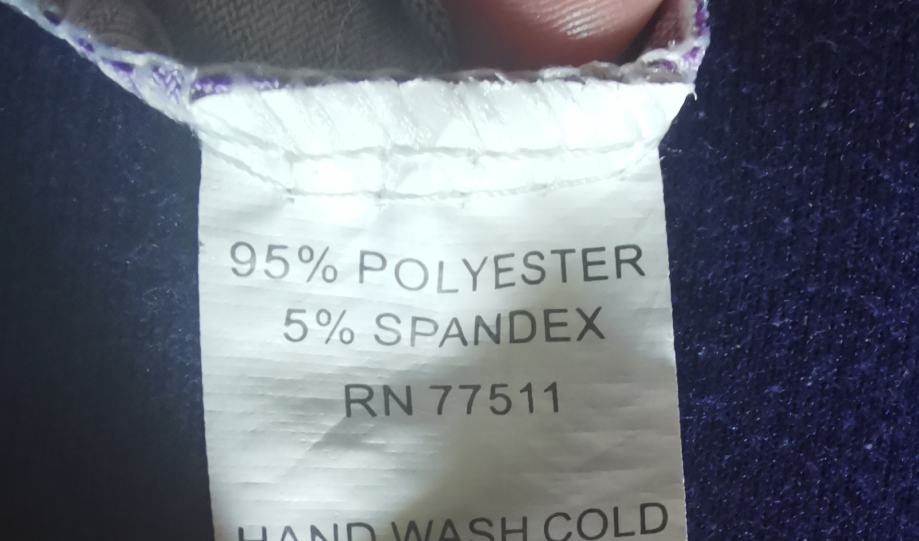 95% POLYESTER
5% SPANDEX
RN 77511
HAND WASH COLD